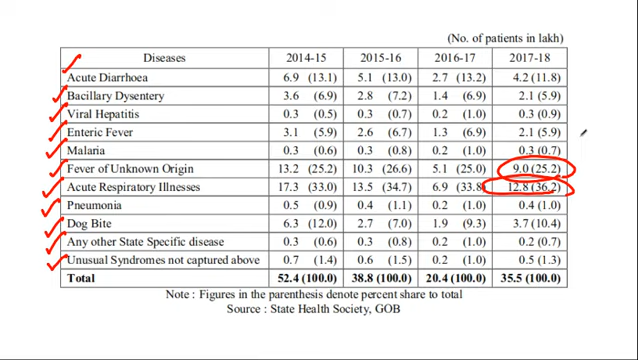 (No. of patients in lakh)
Diseases 2014-15 2015-16 2016-17 2017-18
Acute Diarrhoea 6.9 (13.1) 5.1 (13.0) 2.7 (13.2) 4.2 (11.8)
Bacillary Dysentery 3.6 (6.9) 2.8 (7.2) 1.4 (6.9) 2.1 (5.9)
Viral Hepatitis 0.3 (0.5) 0.3 (0.7) 0.2 (1.0) 0.3 (0.9)
Enteric Fever 3.1 (5.9) 2.6 (6.7) 1.3 (6.9) 2.1 (5.9)
Malaria 0.3 (0.6) 0.3 (0.8) 0.2 (1.0) 0.3 (0.7)
Fever of Unknown Origin 13.2 (25.2) 10.3 (26.6) 5.1 (25.0) 9.0 (25.2)
Acute Respiratory Illnesses 17.3 (33.0) 13.5 (34.7) 6.9 (33.8) 12.8 (36.2)
Pneumonia 0.5 (0.9) 0.4 (1.1) 0.2 (1.0) 0.4 (1.0)
Dog Bite 6.3 (12.0) 2.7 (7.0) 1.9 (9.3) 3.7 (10.4)
Any other State Specific disease 0.3 (0.6) 0.3 (0.8) 0.2 (1.0) 0.2 (0.7)
Unusual Syndromes not captured above 0.7 (1.4) 0.6 (1.5) 0.2 (1.0) 0.5 (1.3)
Total 52.4 (100.0) 38.8 (100.0) 20.4 (100.0) 35.5 (100.0)
Note : Figures in the parenthesis denote percent share to total
Source : State Health Society, GOB